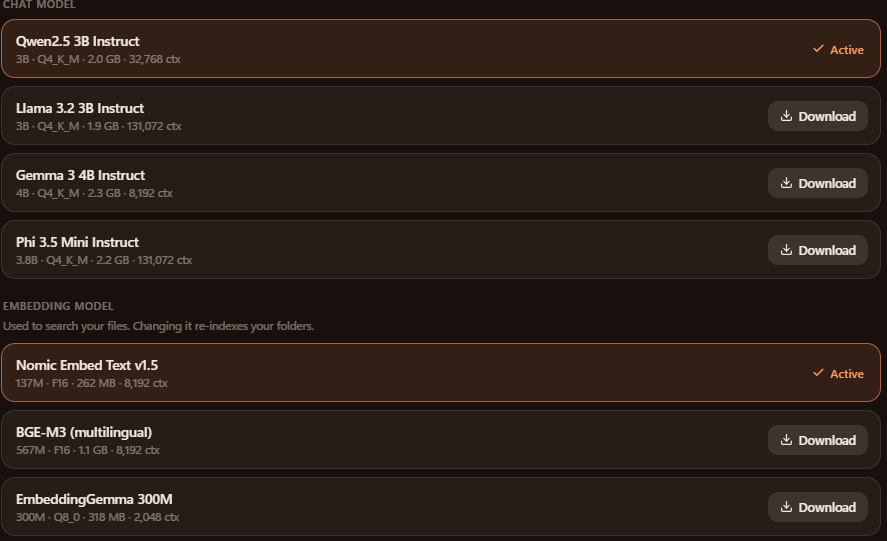 CHAT MODEL
Qwen2.5 3B Instruct
3B · Q4_K_M · 2.0 GB · 32,768 ctx
Active
Llama 3.2 3B Instruct
3B · Q4_K_M · 1.9 GB · 131,072 ctx
Download
Gemma 3 4B Instruct
4B · Q4_K_M · 2.3 GB · 8,192 ctx
Download
Phi 3.5 Mini Instruct
3.8B · Q4_K_M · 2.2 GB · 131,072 ctx
Download
EMBEDDING MODEL
Used to search your files. Changing it re-indexes your folders.
Nomic Embed Text v1.5
137M · F16 · 262 MB · 8,192 ctx
Active
BGE-M3 (multilingual)
567M · F16 · 1.1 GB · 8,192 ctx
Download
EmbeddingGemma 300M
300M · Q8_0 · 318 MB · 2,048 ctx
Download